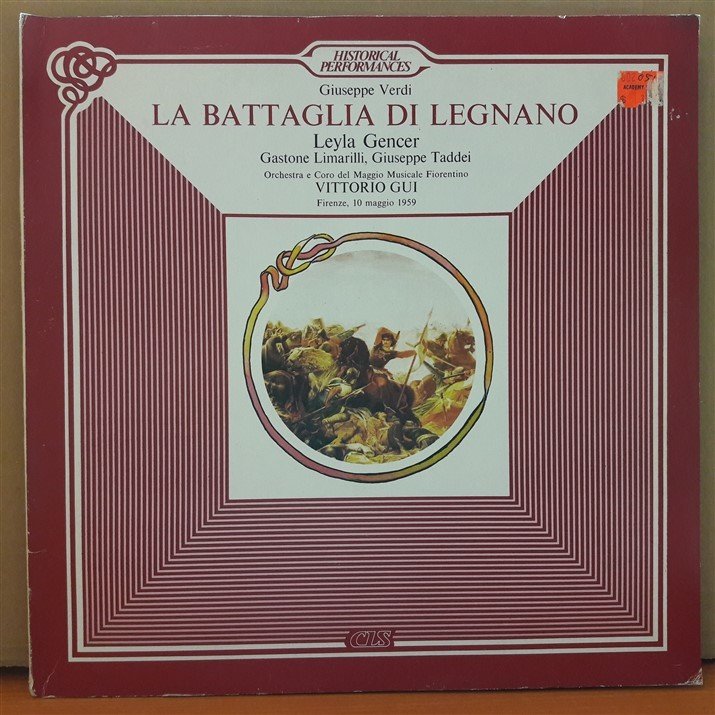 HISTORICAL
PERFORMANCES
Giuseppe Verdi
LA BATTAGLIA DI LEGNANO
Leyla Gencer
Gastone Limarilli, Giuseppe Taddei
Orchestra e Coro del Maggio Musicale Fiorentino
VITTORIO GUI
Firenze, 10 maggio 1959
ACADEMY
CLS